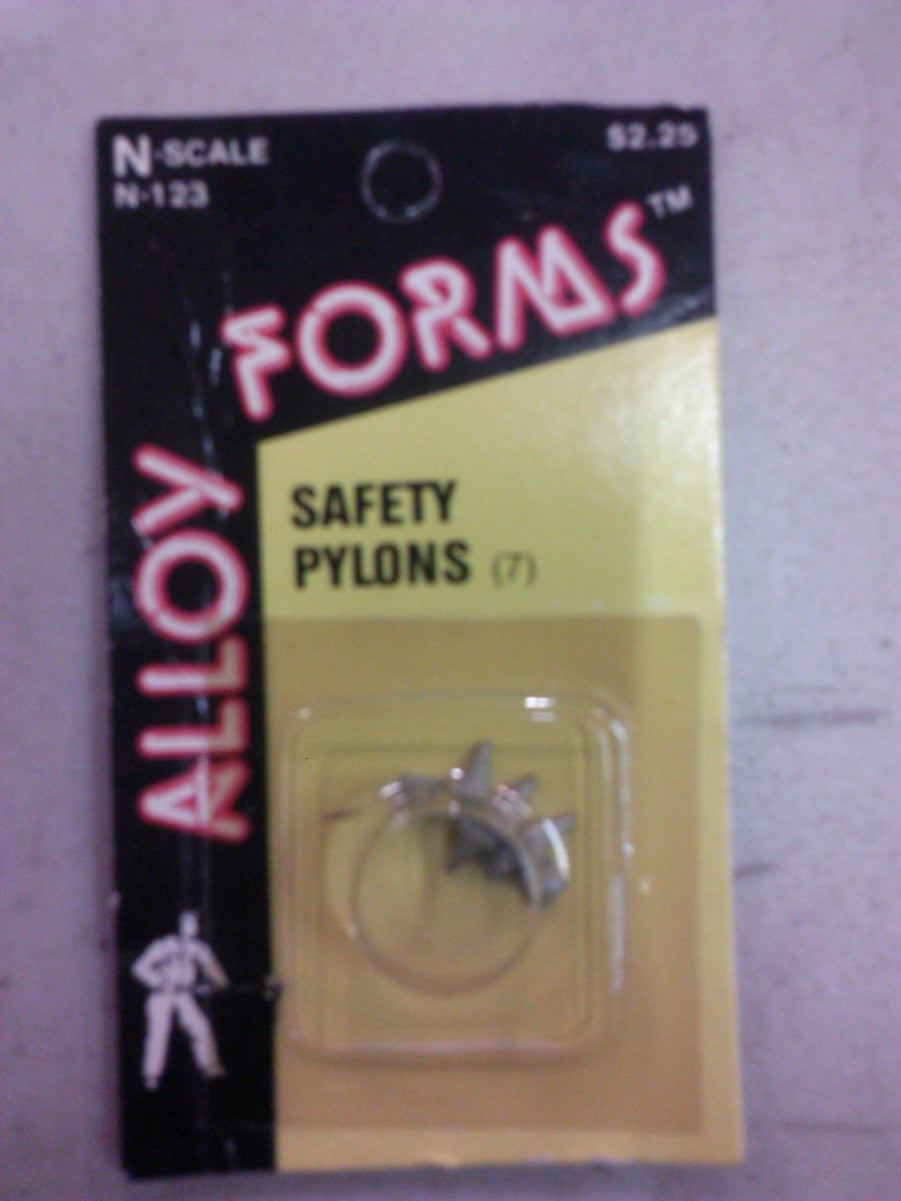 N-SCALE
N-123
$2.25
ALLOY FORMS™
SAFETY
PYLONS (7)